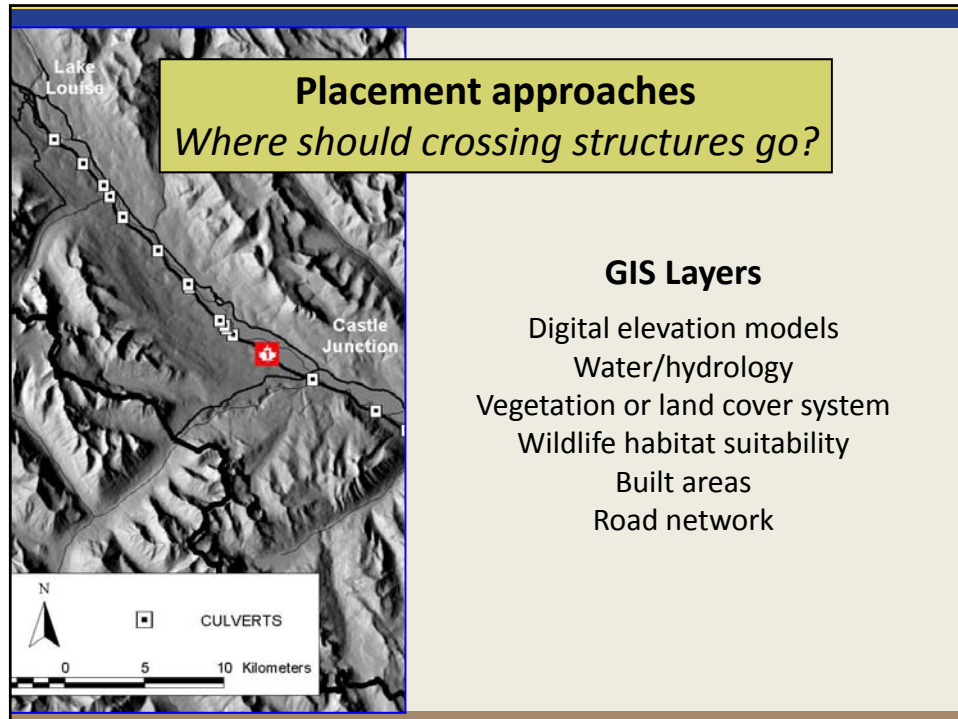 Placement approaches
Where should crossing structures go?
Lake
Louise
Castle
Junction
1
N
CULVERTS
0 5 10 Kilometers
GIS Layers
Digital elevation models
Water/hydrology
Vegetation or land cover system
Wildlife habitat suitability
Built areas
Road network